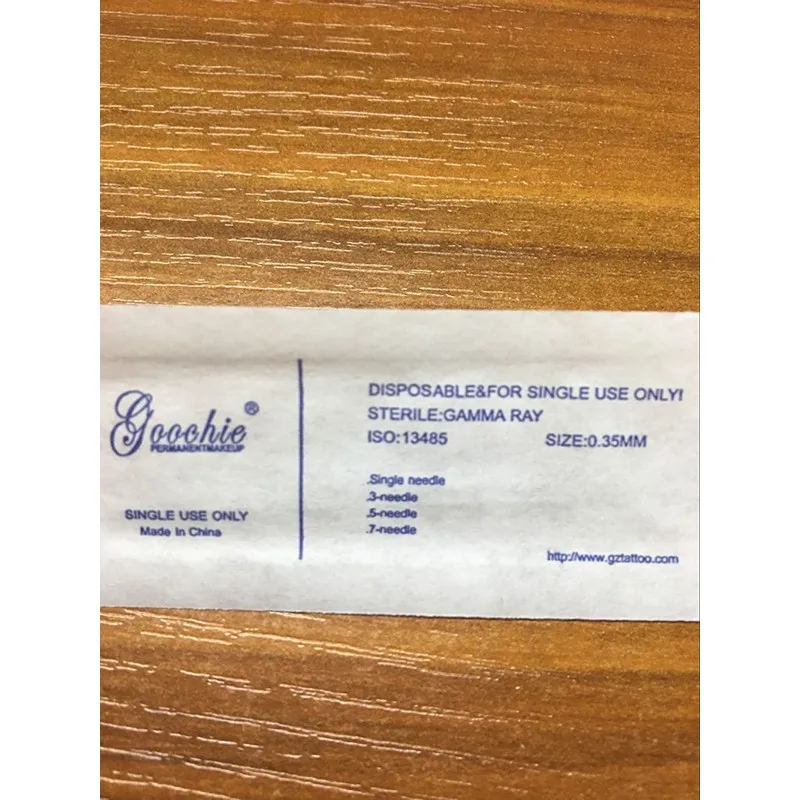 Goochie®
PERMANENTMAKEUP
SINGLE USE ONLY
Made In China
DISPOSABLE&FOR SINGLE USE ONLY!
STERILE:GAMMA RAY
ISO:13485 SIZE:0.35MM
.Single needle
.3-needle
.5-needle
.7-needle
http://www.gztattoo.com